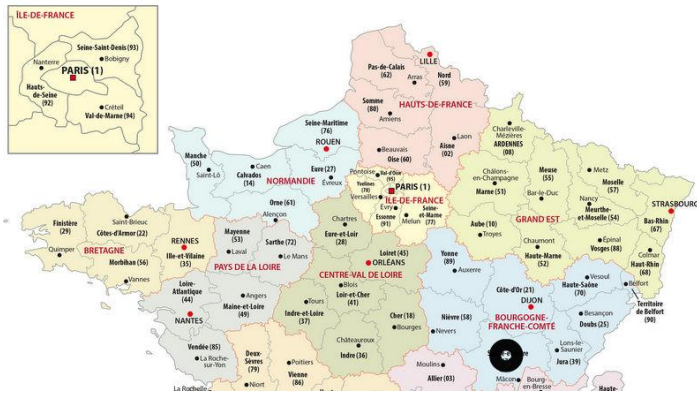 ÎLE-DE-FRANCE
Seine-Saint-Denis (93)
Nanterre
Bobigny
PARIS (1)
Hauts-
de-Seine
(92)
Créteil
Val-de-Marne (94)
LILLE
Pas-de-Calais
(62)
Nord
(59)
Arras
Somme
(80)
HAUTS-DE-FRANCE
Amiens
Seine-Maritime
(76)
Charleville-
Mézières
ARDENNES
(08)
Laon
Aisne
(02)
ROUEN
Beauvais
Oise (60)
Manche
(50)
Saint-Lô
Caen
Calvados
(14)
Eure (27)
Évreux
NORMANDIE
Pontoise
Val-d'Oise
(95)
Yvelines
(78)
PARIS (1)
Versailles
ÎLE-DE-FRANCE
Évry
Essonne
(91)
Melun
Seine-
et-Marne
(77)
Châlons-
en-Champagne
Marne (51)
Meuse
(55)
Bar-le-Duc
Metz
Moselle
(57)
Nancy
Meurthe-
et-Moselle (54)
STRASBOURG
Bas-Rhin
(67)
GRAND EST
Orne (61)
Alençon
Finistère
(29)
Saint-Brieuc
Côtes-d'Armor (22)
Quimper
BRETAGNE
Morbihan (56)
Vannes
RENNES
Ille-et-Vilaine
(35)
Mayenne
(53)
Laval
Sarthe (72)
Le Mans
PAYS DE LA LOIRE
Chartres
Eure-et-Loir
(28)
Aube (10)
Troyes
Chaumont
Haute-Marne
(52)
Épinal
Vosges (88)
Colmar
Haut-Rhin
(68)
Loiret (45)
ORLÉANS
CENTRE-VAL DE LOIRE
Yonne
(89)
Auxerre
Loire-
Atlantique
(44)
NANTES
Angers
Maine-et-Loire
(49)
Blois
Loir-et-Cher
(41)
Tours
Indre-et-Loire
(37)
Cher (18)
Bourges
Côte-d'Or (21)
DIJON
BOURGOGNE-
FRANCHE-COMTÉ
Nièvre (58)
Nevers
Vesoul
Haute-Saône
(70)
Belfort
Territoire
de Belfort
(90)
Besançon
Doubs (25)
Vendée (85)
La Roche-
sur-Yon
Deux-
Sèvres
(79)
Niort
Poitiers
Vienne
(86)
Châteauroux
Indre (36)
Lons-le-
Saunier
Jura (39)
Moulins
Allier (03)
Mâcon
Bourg-
en-Bresse
La Rochelle
Haute-